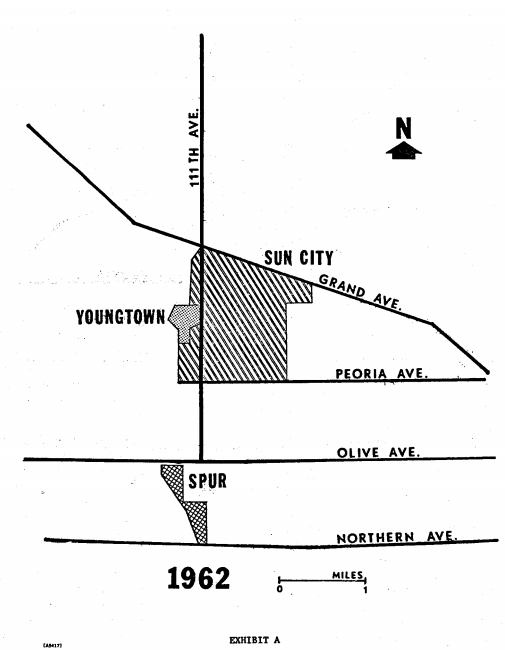 N
111TH AVE.
SUN CITY
GRAND AVE.
YOUNGTOWN
PEORIA AVE.
OLIVE AVE.
SPUR
NORTHERN AVE.
1962
MILES
0 1
EXHIBIT A
[A8417]